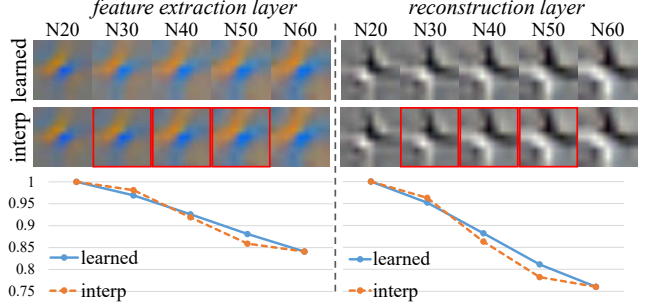 feature extraction layer
reconstruction layer
N20 N30 N40 N50 N60
N20 N30 N40 N50 N60
learned
interp
1
0.95
0.9
0.85
0.8
0.75
learned
interp
learned
interp